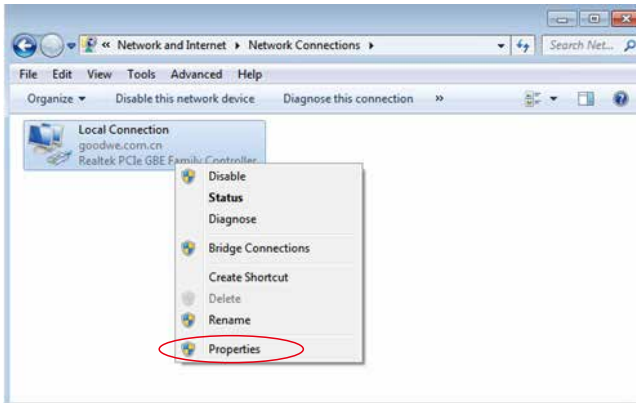 « Network and Internet ▸ Network Connections ▸
Search Net...
File Edit View Tools Advanced Help
Organize ▾ Disable this network device Diagnose this connection »
Local Connection
goodwe.com.cn
Realtek PCIe GBE Family Controller
Disable
Status
Diagnose
Bridge Connections
Create Shortcut
Delete
Rename
Properties